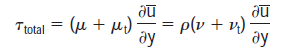 τ_total = (μ + μ_t) ∂u̅/∂y = ρ(ν + ν_t) ∂u̅/∂y